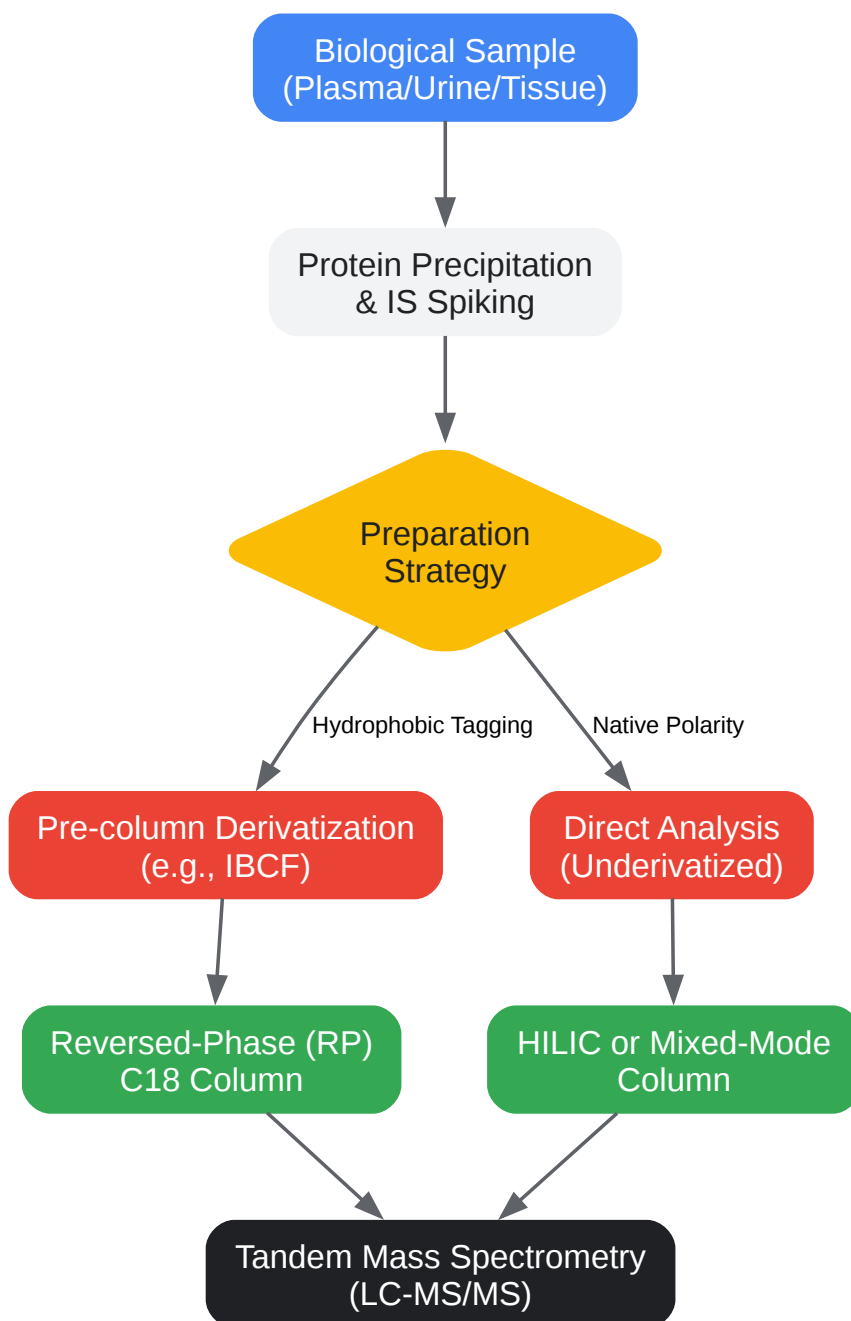 Biological Sample
(Plasma/Urine/Tissue)
Protein Precipitation
& IS Spiking
Preparation
Strategy
Hydrophobic Tagging
Native Polarity
Pre-column Derivatization
(e.g., IBCF)
Direct Analysis
(Underivatized)
Reversed-Phase (RP)
C18 Column
HILIC or Mixed-Mode
Column
Tandem Mass Spectrometry
(LC-MS/MS)